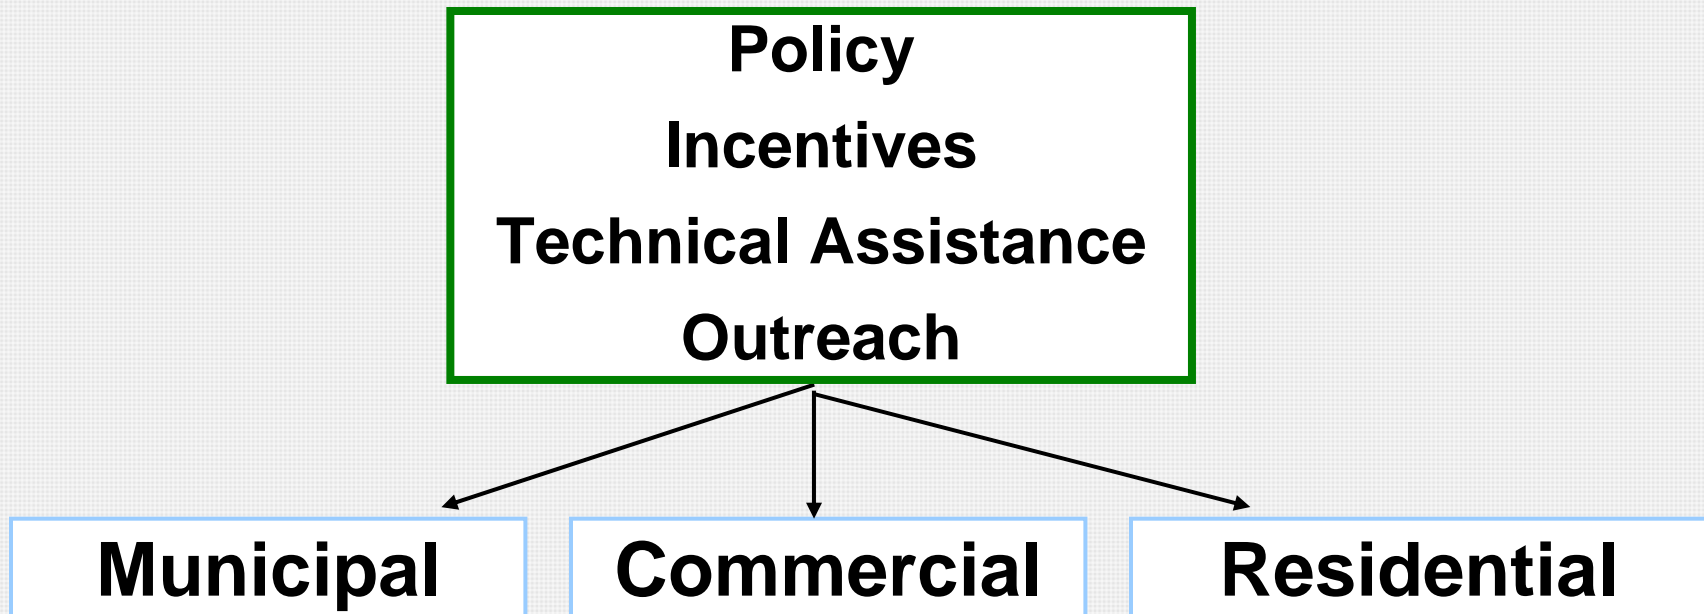 Policy
Incentives
Technical Assistance
Outreach
Municipal
Commercial
Residential